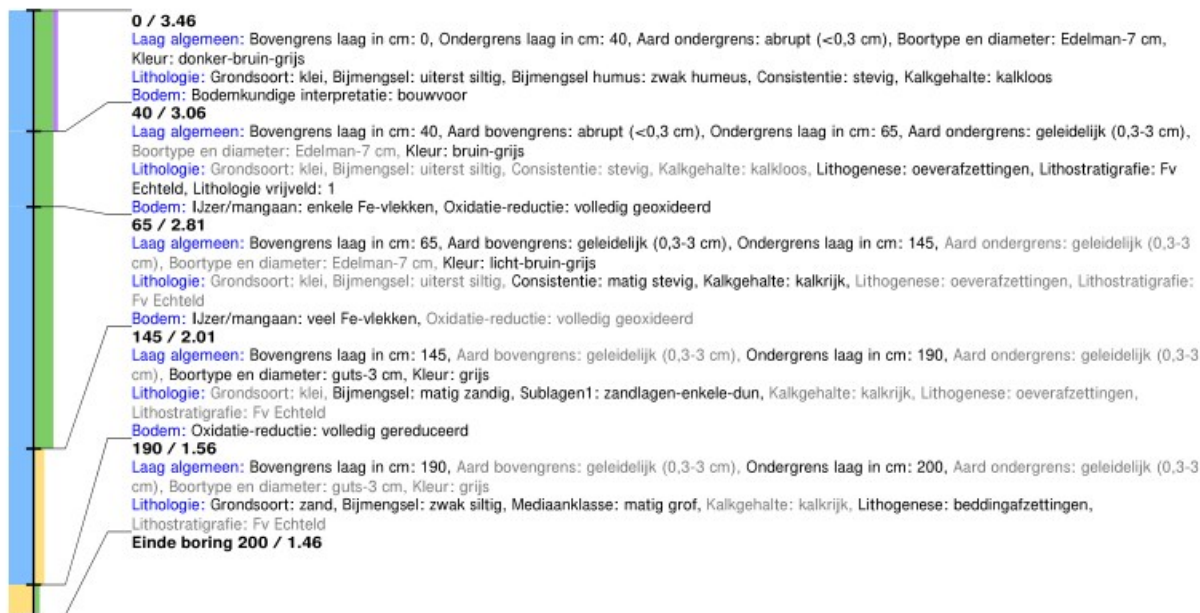 0 / 3.46
Laag algemeen: Bovengrens laag in cm: 0, Ondergrens laag in cm: 40, Aard ondergrens: abrupt (<0,3 cm), Boortype en diameter: Edelman-7 cm,
Kleur: donker-bruin-grijs
Lithologie: Grondsoort: klei, Bijmengsel: uiterst siltig, Bijmengsel humus: zwak humeus, Consistentie: stevig, Kalkgehalte: kalkloos
Bodem: Bodemkundige interpretatie: bouwvoor
40 / 3.06
Laag algemeen: Bovengrens laag in cm: 40, Aard bovengrens: abrupt (<0,3 cm), Ondergrens laag in cm: 65, Aard ondergrens: geleidelijk (0,3-3 cm),
Boortype en diameter: Edelman-7 cm, Kleur: bruin-grijs
Lithologie: Grondsoort: klei, Bijmengsel: uiterst siltig, Consistentie: stevig, Kalkgehalte: kalkloos, Lithogenese: oeverafzettingen, Lithostratigrafie: Fv
Echteld, Lithologie vrijveld: 1
Bodem: IJzer/mangaan: enkele Fe-vlekken, Oxidatie-reductie: volledig geoxideerd
65 / 2.81
Laag algemeen: Bovengrens laag in cm: 65, Aard bovengrens: geleidelijk (0,3-3 cm), Ondergrens laag in cm: 145, Aard ondergrens: geleidelijk (0,3-3
cm), Boortype en diameter: Edelman-7 cm, Kleur: licht-bruin-grijs
Lithologie: Grondsoort: klei, Bijmengsel: uiterst siltig, Consistentie: matig stevig, Kalkgehalte: kalkrijk, Lithogenese: oeverafzettingen, Lithostratigrafie:
Fv Echteld
Bodem: IJzer/mangaan: veel Fe-vlekken, Oxidatie-reductie: volledig geoxideerd
145 / 2.01
Laag algemeen: Bovengrens laag in cm: 145, Aard bovengrens: geleidelijk (0,3-3 cm), Ondergrens laag in cm: 190, Aard ondergrens: geleidelijk (0,3-3
cm), Boortype en diameter: guts-3 cm, Kleur: grijs
Lithologie: Grondsoort: klei, Bijmengsel: matig zandig, Sublagen1: zandlagen-enkele-dun, Kalkgehalte: kalkrijk, Lithogenese: oeverafzettingen,
Lithostratigrafie: Fv Echteld
Bodem: Oxidatie-reductie: volledig gereduceerd
190 / 1.56
Laag algemeen: Bovengrens laag in cm: 190, Aard bovengrens: geleidelijk (0,3-3 cm), Ondergrens laag in cm: 200, Aard ondergrens: geleidelijk (0,3-3
cm), Boortype en diameter: guts-3 cm, Kleur: grijs
Lithologie: Grondsoort: zand, Bijmengsel: zwak siltig, Mediaanklasse: matig grof, Kalkgehalte: kalkrijk, Lithogenese: beddingafzettingen,
Lithostratigrafie: Fv Echteld
Einde boring 200 / 1.46